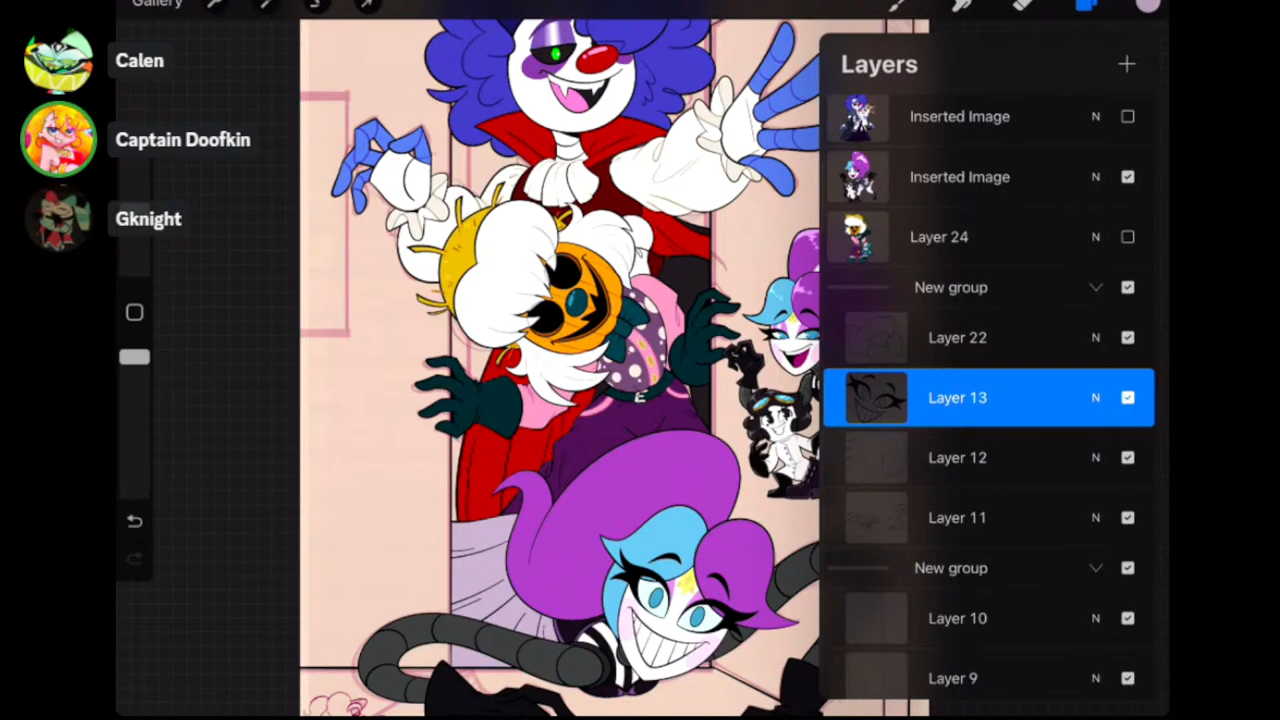 Gallery
Calen
Captain Doofkin
Gknight
Layers
Inserted Image N
Inserted Image N
Layer 24 N
New group
Layer 22 N
Layer 13 N
Layer 12 N
Layer 11 N
New group
Layer 10 N
Layer 9 N